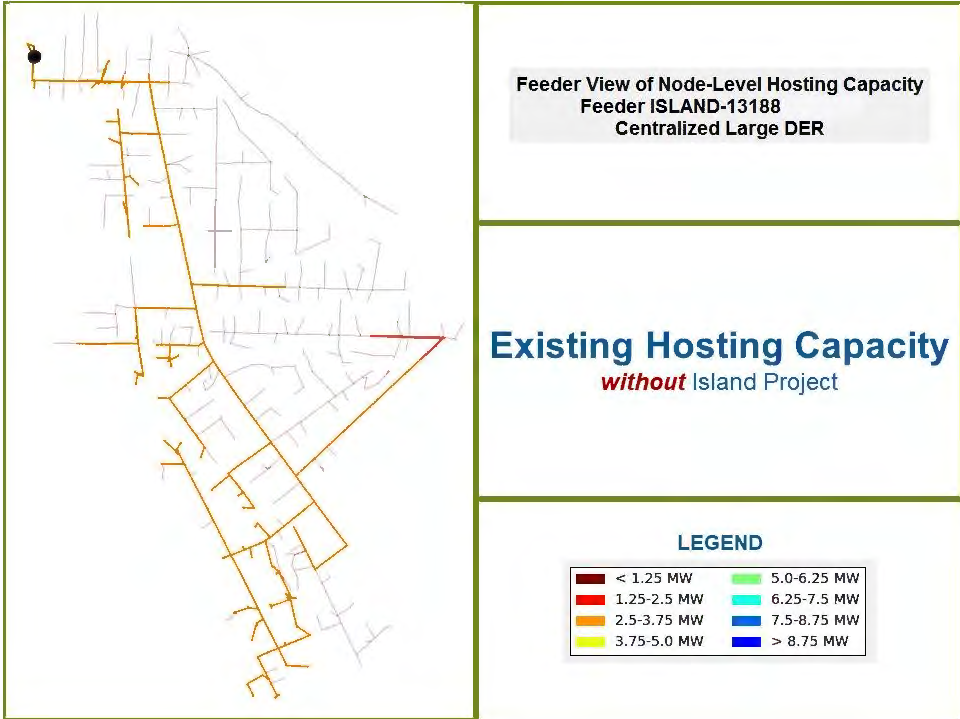 Feeder View of Node-Level Hosting Capacity
Feeder ISLAND-13188
Centralized Large DER
Existing Hosting Capacity
without Island Project
LEGEND
< 1.25 MW
1.25-2.5 MW
2.5-3.75 MW
3.75-5.0 MW
5.0-6.25 MW
6.25-7.5 MW
7.5-8.75 MW
> 8.75 MW